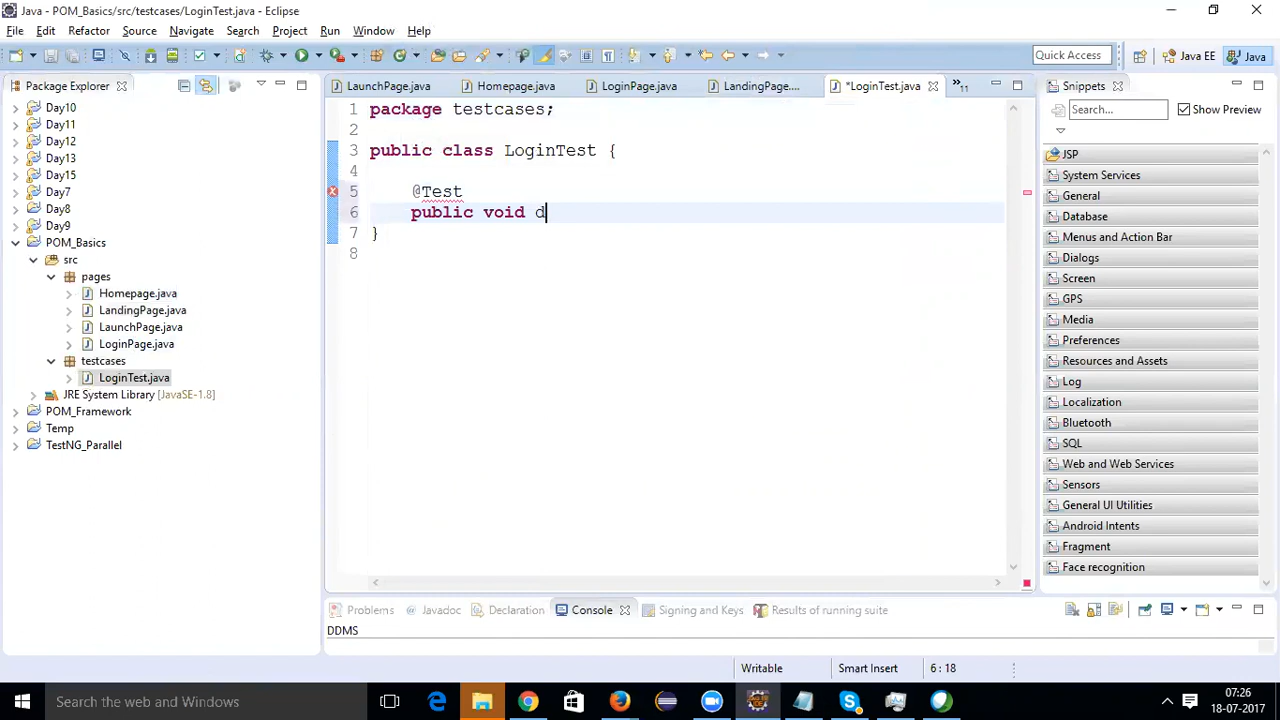 Java - POM_Basics/src/testcases/LoginTest.java - Eclipse
File Edit Refactor Source Navigate Search Project Run Window Help
Quick Access
Java EE
Java
Package Explorer
LaunchPage.java
Homepage.java
LoginPage.java
LandingPage....
*LoginTest.java
»11
Snippets
Day10
Day11
Day12
Day13
Day15
Day7
Day8
Day9
POM_Basics
src
pages
Homepage.java
LandingPage.java
LaunchPage.java
LoginPage.java
testcases
LoginTest.java
JRE System Library [JavaSE-1.8]
POM_Framework
Temp
TestNG_Parallel
1 package testcases;
2
3 public class LoginTest {
4
5 @Test
6 public void d
7 }
8
Search...
Show Preview
JSP
System Services
General
Database
Menus and Action Bar
Dialogs
Screen
GPS
Media
Preferences
Resources and Assets
Log
Localization
Bluetooth
SQL
Web and Web Services
Sensors
General UI Utilities
Android Intents
Fragment
Face recognition
Problems
Javadoc
Declaration
Console
Signing and Keys
Results of running suite
DDMS
Writable
Smart Insert
6 : 18
Search the web and Windows
07:26
18-07-2017